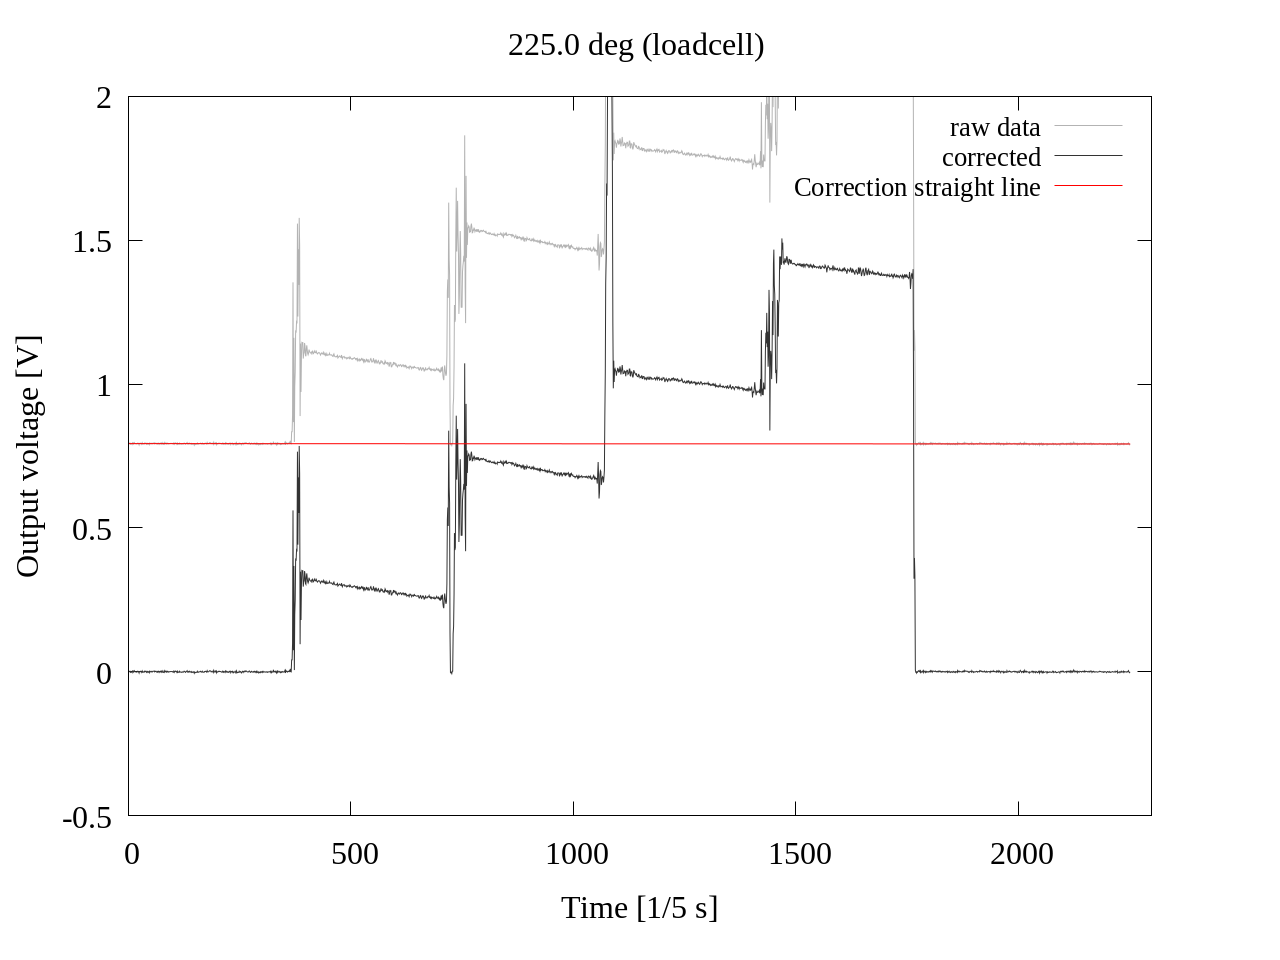 225.0 deg (loadcell)
2
raw data
corrected
Correction straight line
1.5
1
0.5
0
-0.5
Output voltage [V]
0 500 1000 1500 2000
Time [1/5 s]